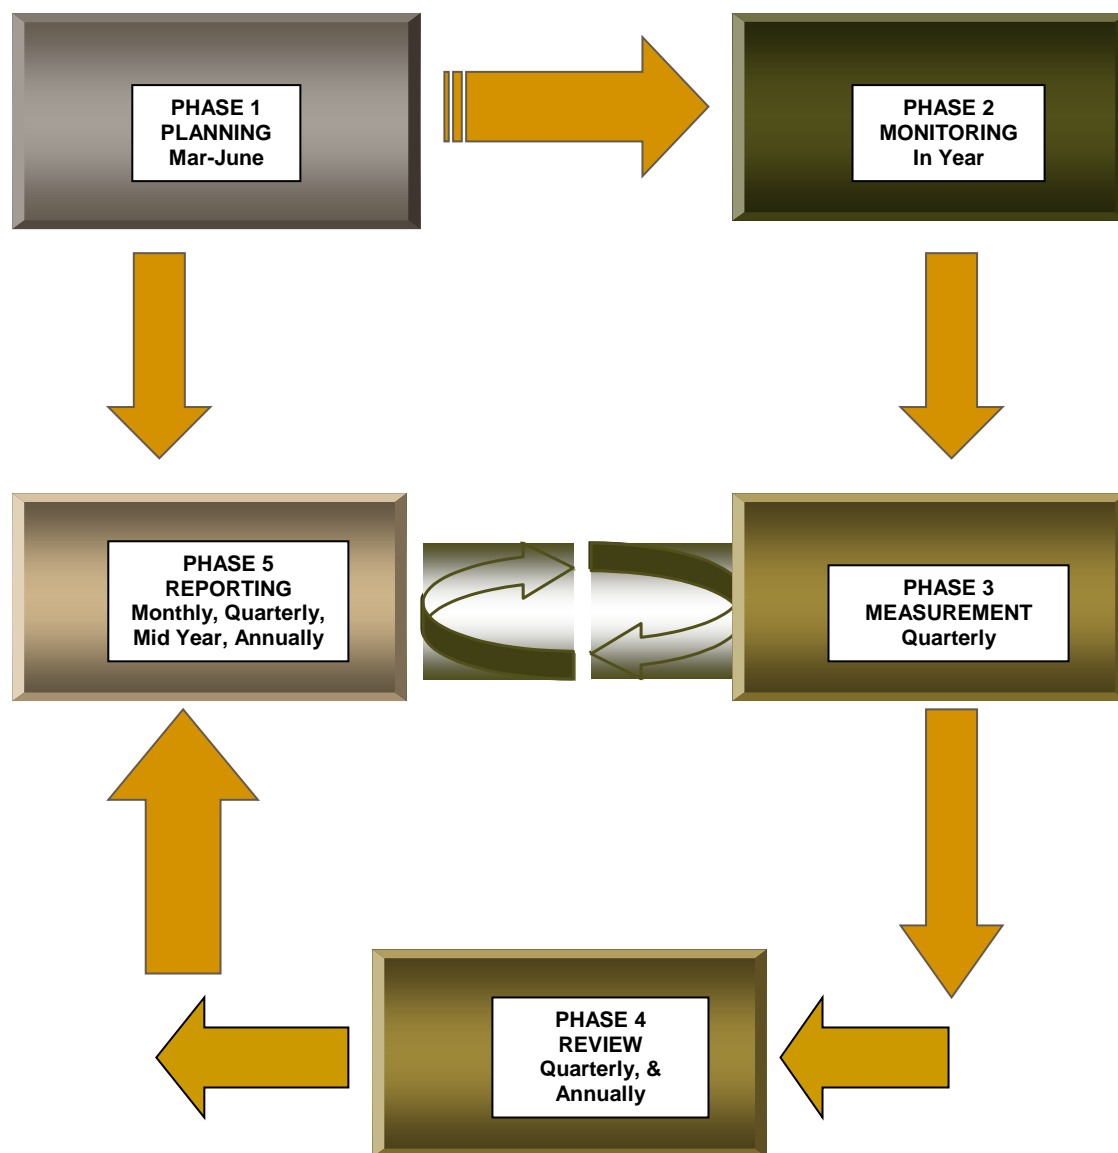 PHASE 1
PLANNING
Mar-June
PHASE 2
MONITORING
In Year
PHASE 5
REPORTING
Monthly, Quarterly,
Mid Year, Annually
PHASE 3
MEASUREMENT
Quarterly
PHASE 4
REVIEW
Quarterly, &
Annually